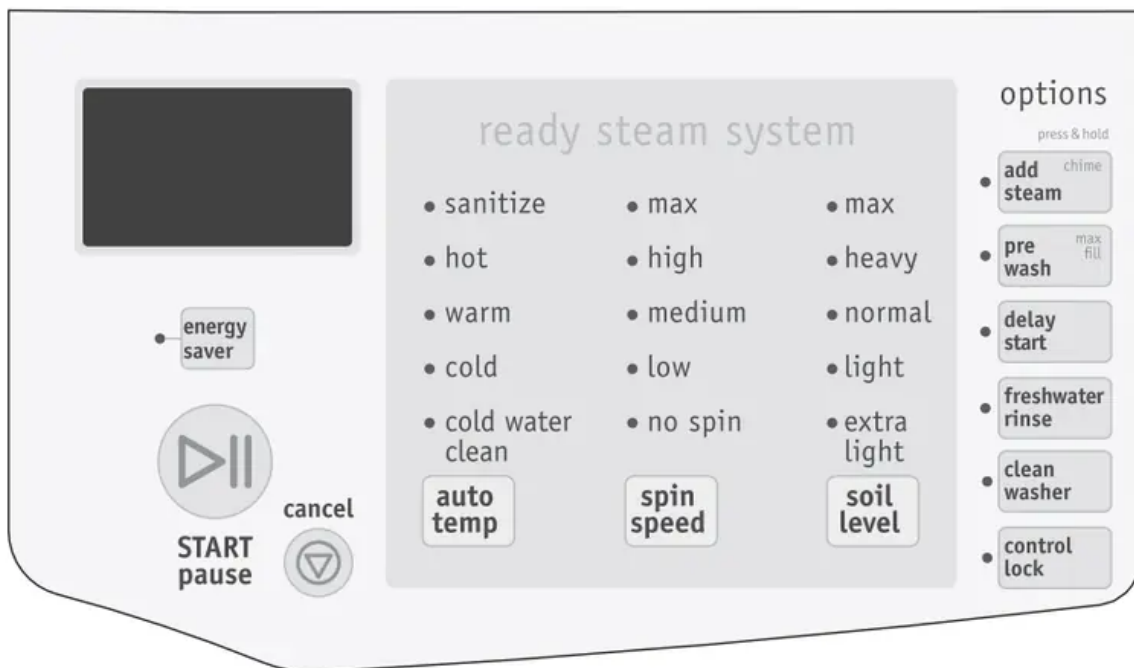 ready steam system
sanitize
hot
warm
cold
cold water
clean
auto
temp
max
high
medium
low
no spin
spin
speed
max
heavy
normal
light
extra
light
soil
level
energy
saver
START
pause
cancel
options
press & hold
add chime
steam
pre max
wash fill
delay
start
freshwater
rinse
clean
washer
control
lock